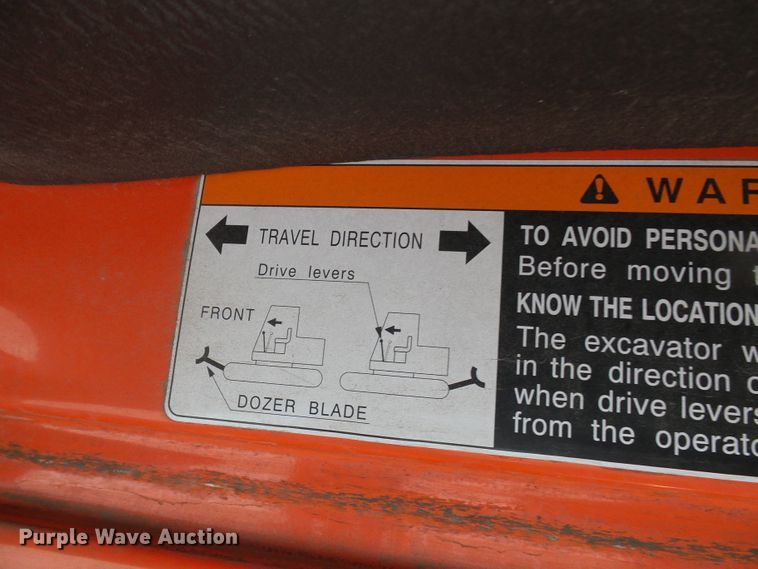 WAR
TRAVEL DIRECTION
Drive levers
FRONT
DOZER BLADE
TO AVOID PERSONA
Before moving
KNOW THE LOCATION
The excavator w
in the direction
when drive levers
from the operato
Purple Wave Auction